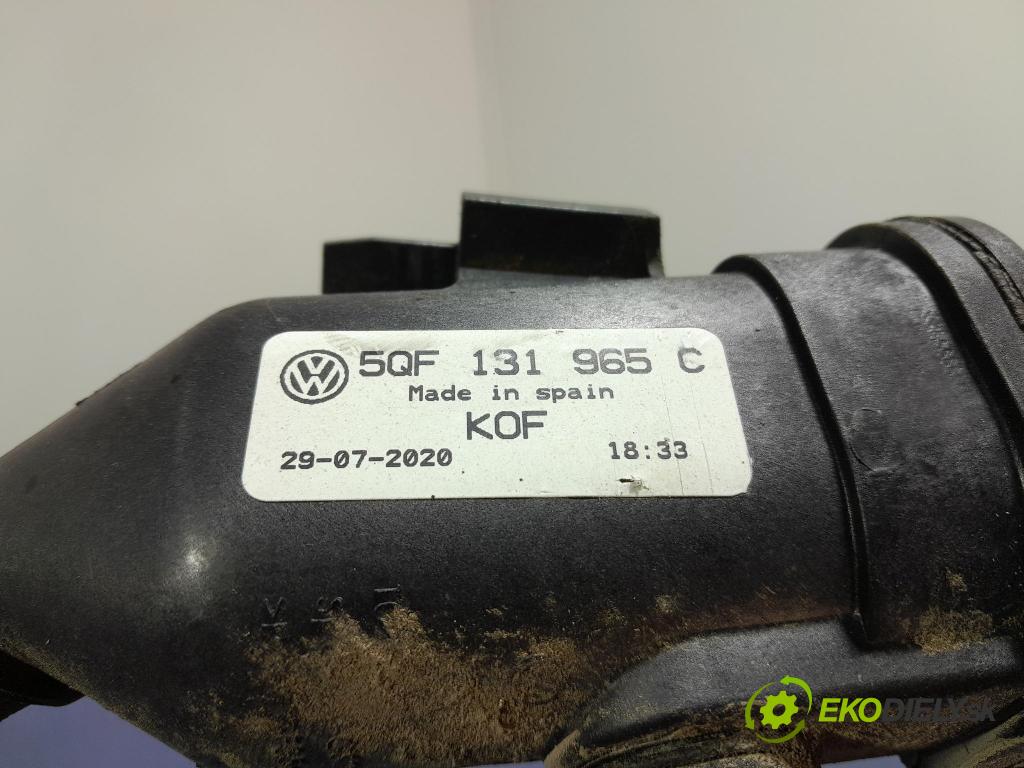 5QF 131 965 C
Made in spain
KOF
29-07-2020 18:33
EKODIELY.SK